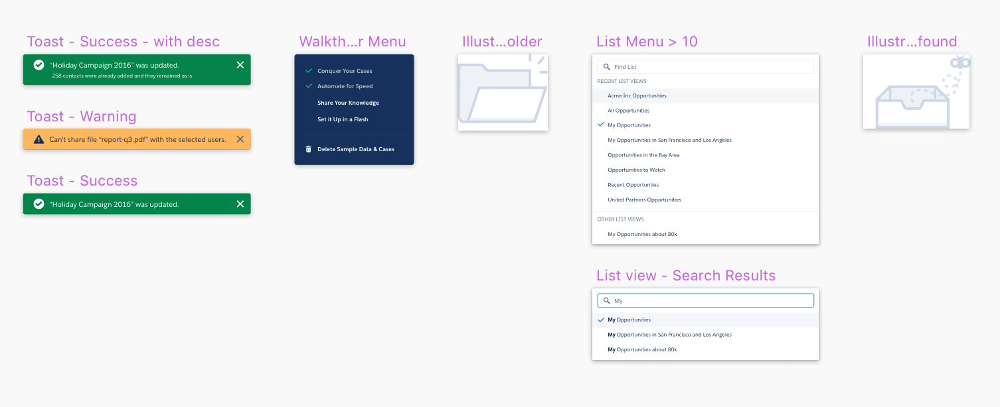 Toast - Success - with desc
“Holiday Campaign 2016” was updated.
258 contacts were already added and they remained as is.
Toast - Warning
Can’t share file “report-q3.pdf” with the selected users.
Toast - Success
“Holiday Campaign 2016” was updated.
Walkth...r Menu
Conquer Your Cases
Automate for Speed
Share Your Knowledge
Set it Up in a Flash
Delete Sample Data & Cases
Illust...older
List Menu > 10
Find List
RECENT LIST VIEWS
Acme Inc Opportunities
All Opportunities
My Opportunities
My Opportunities in San Francisco and Los Angeles
Opportunities in the Bay Area
Opportunities to Watch
Recent Opportunties
United Partners Opportunities
OTHER LIST VIEWS
My Opportunities about 80k
List view - Search Results
My
My Opportunities
My Opportunities in San Francisco and Los Angeles
My Opportunities about 80k
Illustr...found